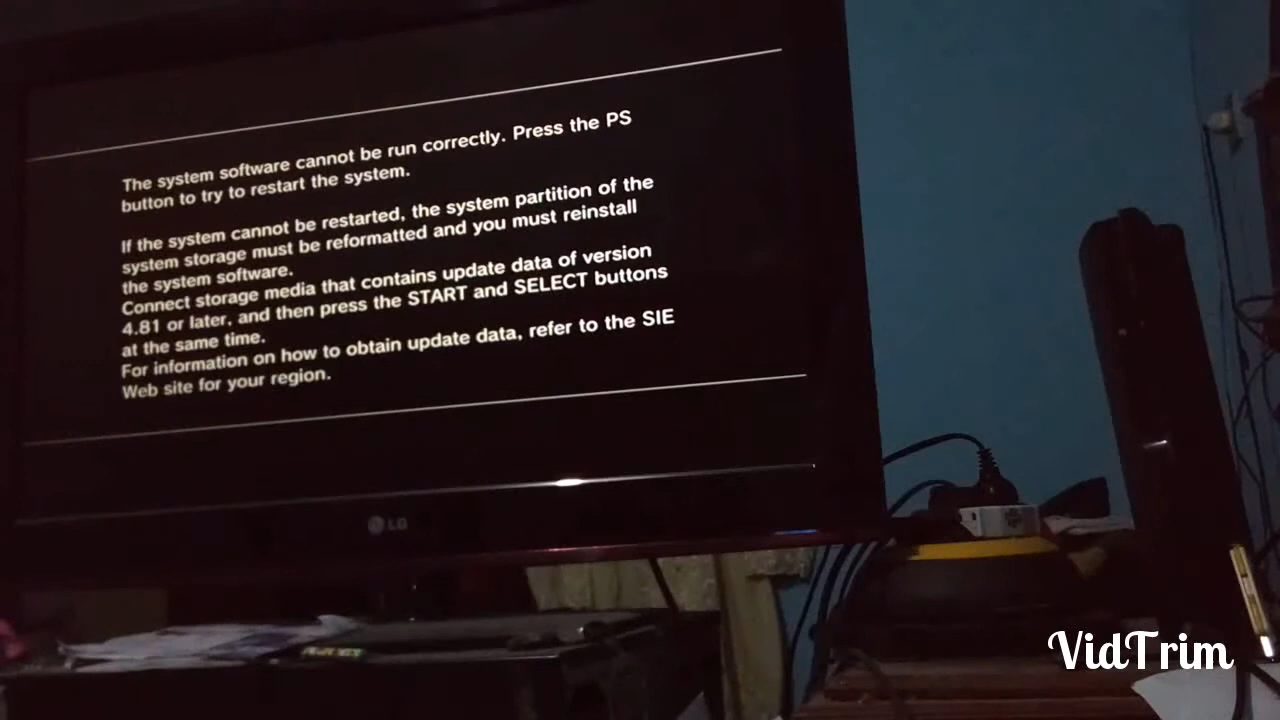 The system software cannot be run correctly. Press the PS
button to try to restart the system.
If the system cannot be restarted, the system partition of the
system storage must be reformatted and you must reinstall
the system software.
Connect storage media that contains update data of version
4.81 or later, and then press the START and SELECT buttons
at the same time.
For information on how to obtain update data, refer to the SIE
Web site for your region.
LG
VidTrim